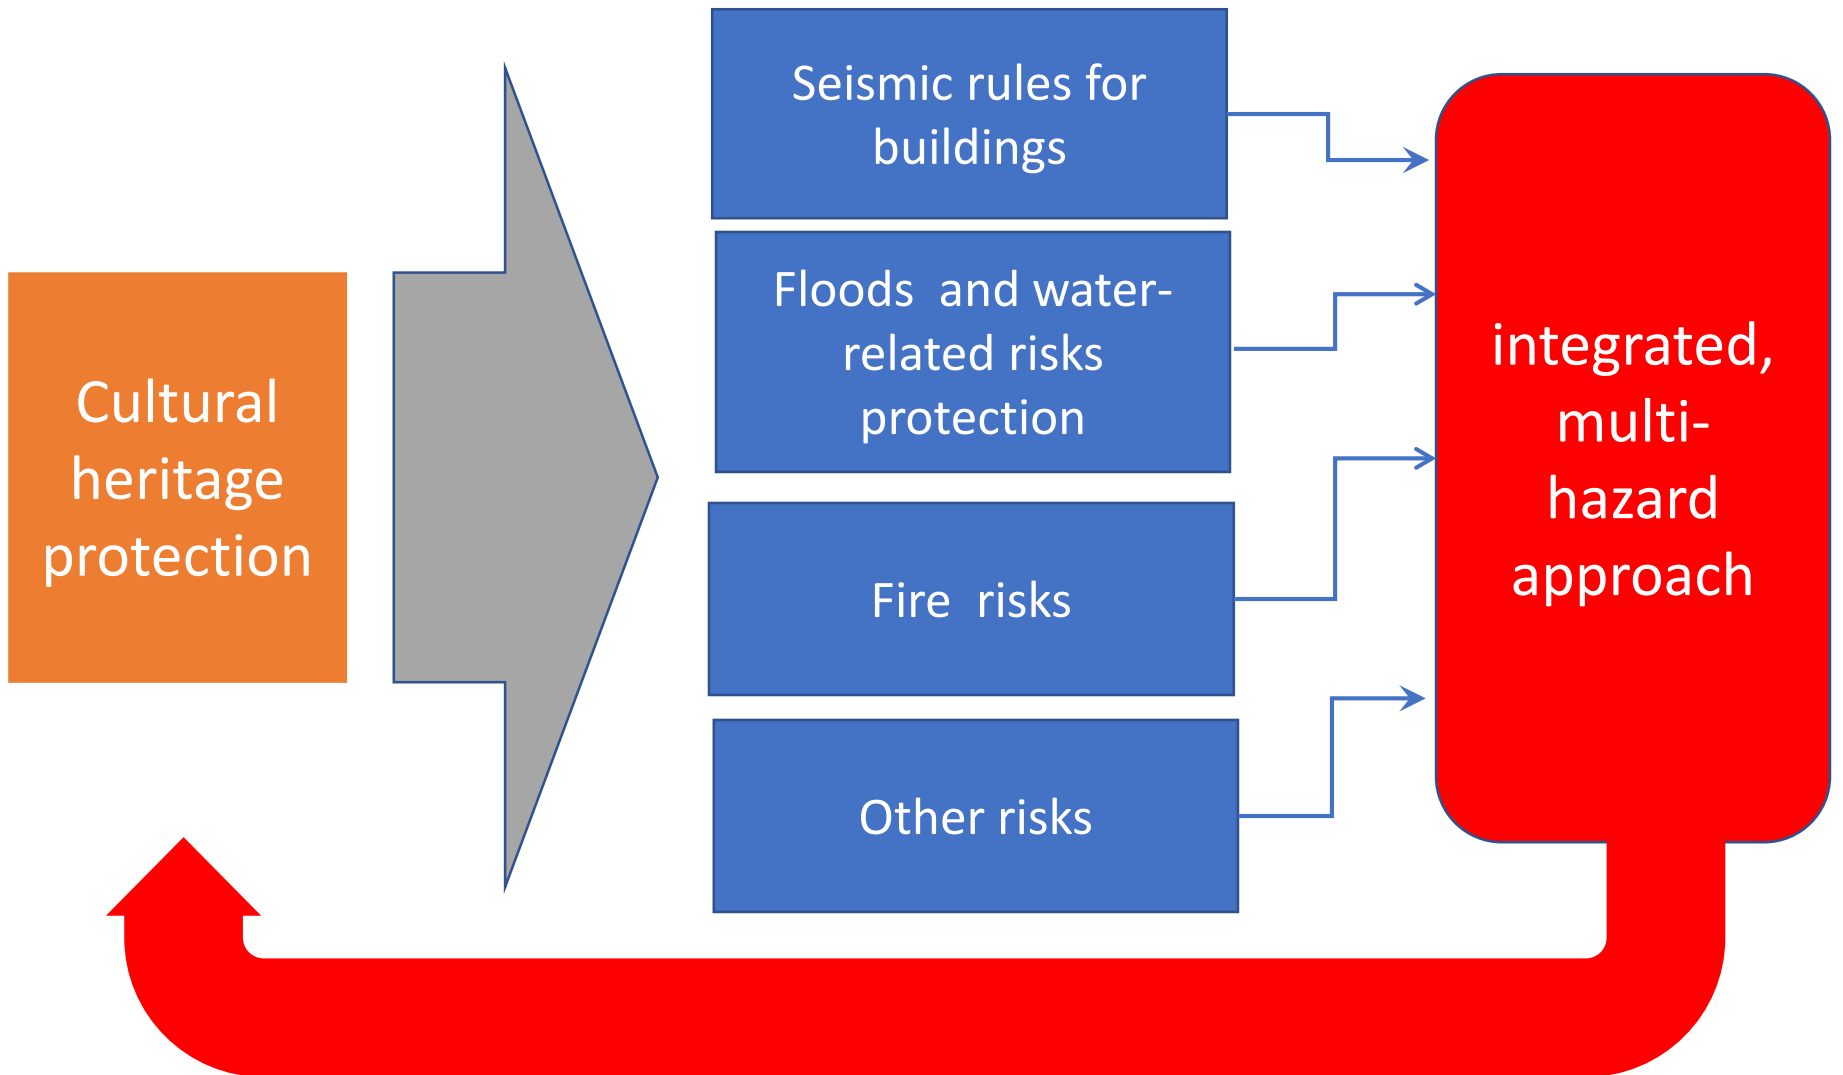 Cultural
heritage
protection
Seismic rules for
buildings
Floods  and water-
related risks
protection
Fire  risks
Other risks
integrated,
multi-
hazard
approach